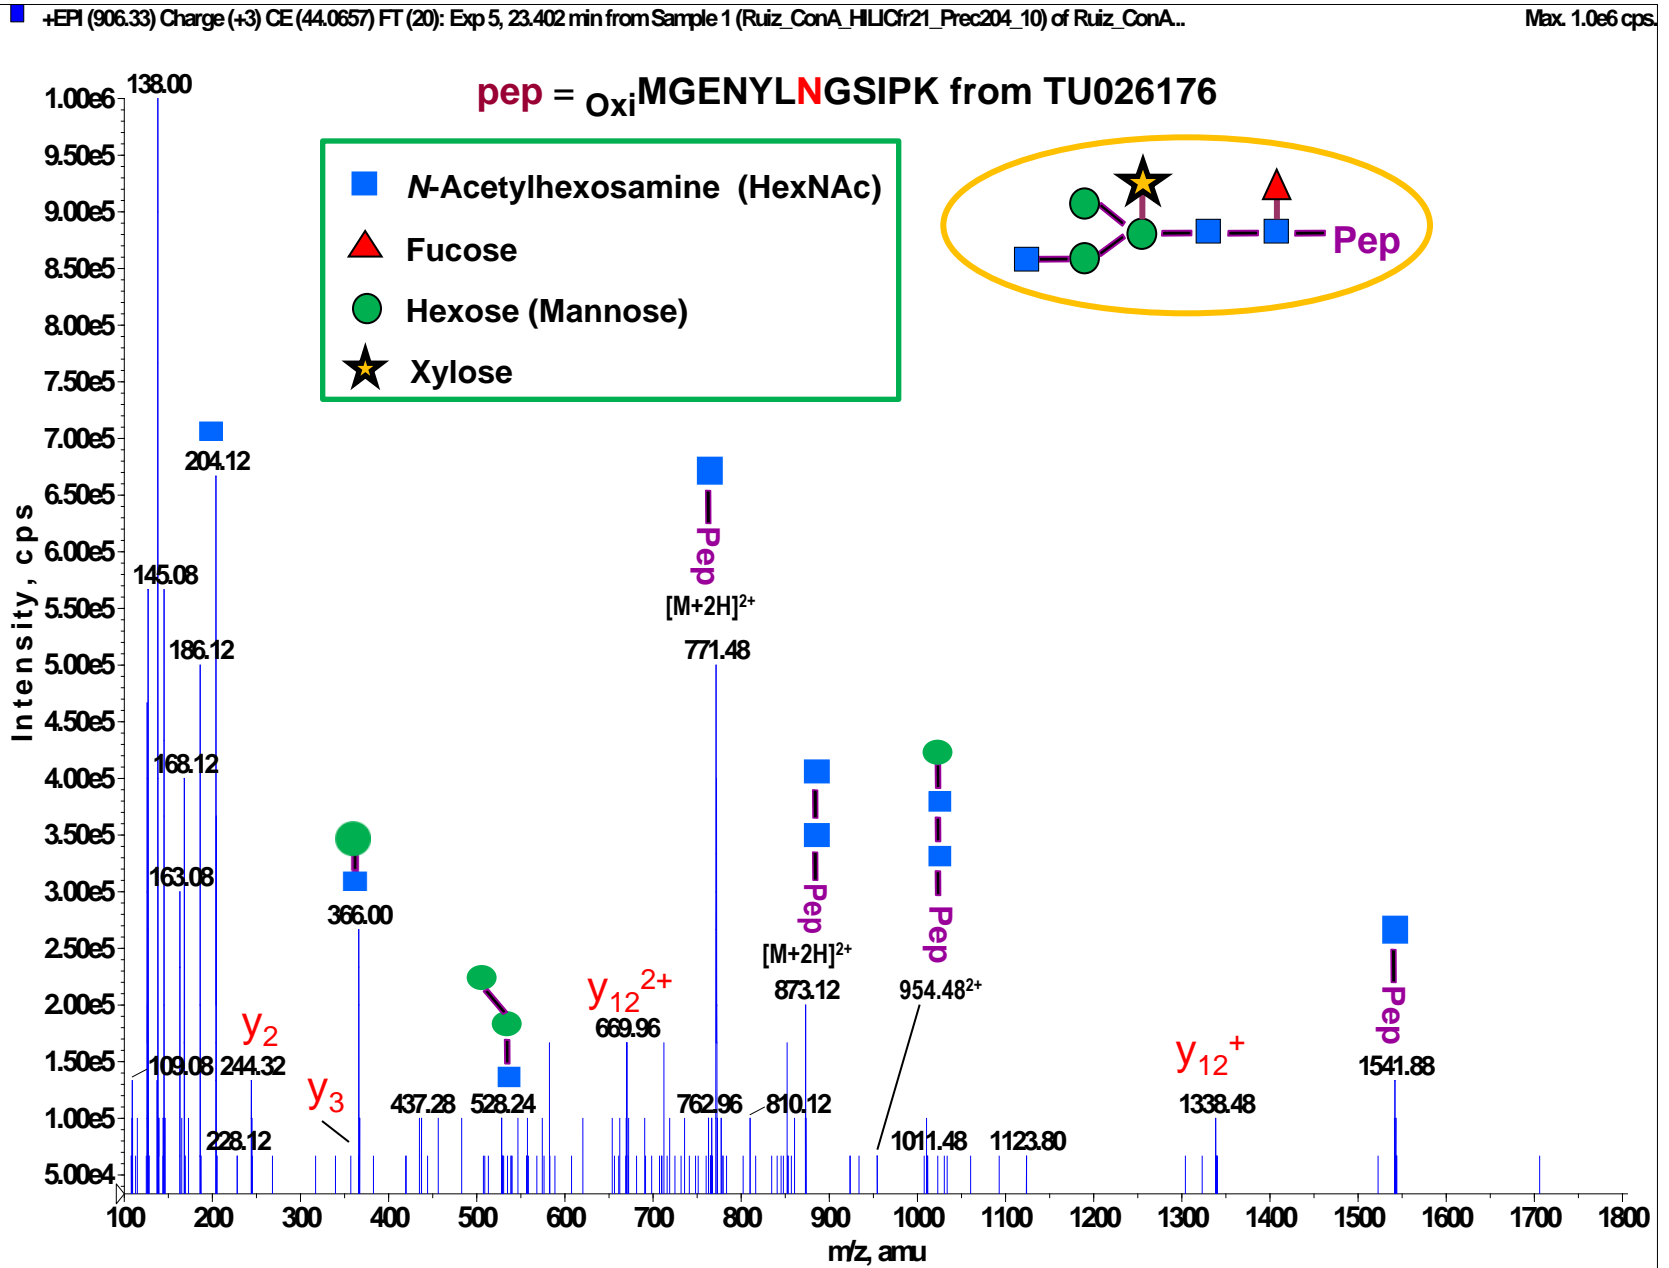 +EPI (906.33) Charge (+3) CE (44.0657) FT (20): Exp 5, 23.402 min from Sample 1 (Ruiz_ConA_HILICfr21_Prec204_10) of Ruiz_ConA...
Max. 1.0e6 cps.
pep = OxiMGENYLNGSIPK from TU026176
N-Acetylhexosamine (HexNAc)
Fucose
Hexose (Mannose)
Xylose
Pep
Intensity, cps
1.00e6
9.50e5
9.00e5
8.50e5
8.00e5
7.50e5
7.00e5
6.50e5
6.00e5
5.50e5
5.00e5
4.50e5
4.00e5
3.50e5
3.00e5
2.50e5
2.00e5
1.50e5
1.00e5
5.00e4
138.00
204.12
145.08
186.12
168.12
163.08
109.08
228.12
y2
244.32
y3
366.00
437.28
528.24
y12 2+
669.96
Pep
[M+2H]2+
771.48
762.96
810.12
Pep
[M+2H]2+
873.12
Pep
954.48 2+
1011.48
1123.80
y12 +
1338.48
Pep
1541.88
100 200 300 400 500 600 700 800 900 1000 1100 1200 1300 1400 1500 1600 1700 1800
m/z, amu